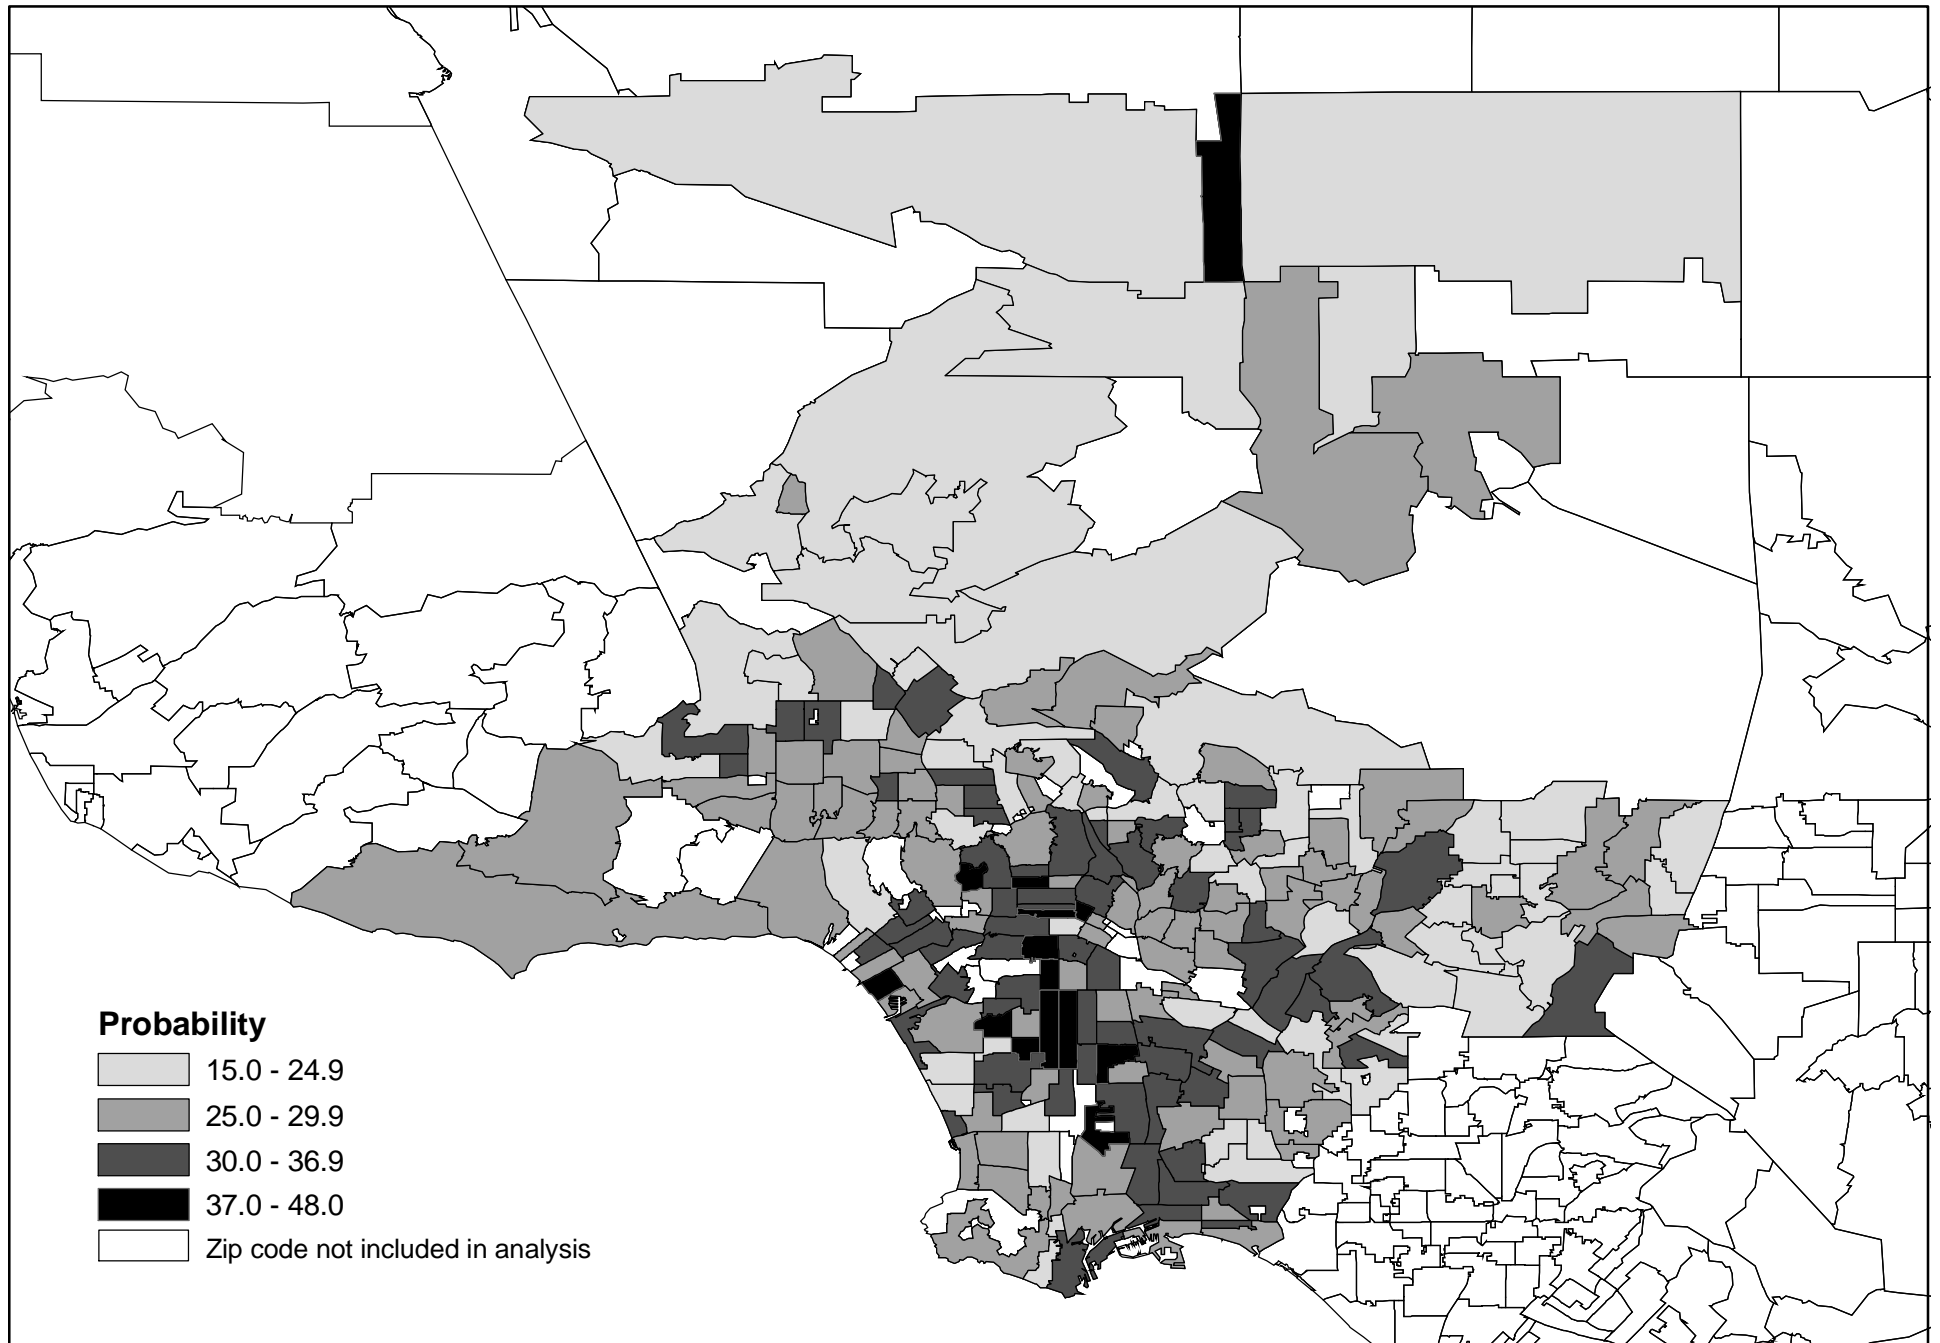 Probability
15.0 - 24.9
25.0 - 29.9
30.0 - 36.9
37.0 - 48.0
Zip code not included in analysis